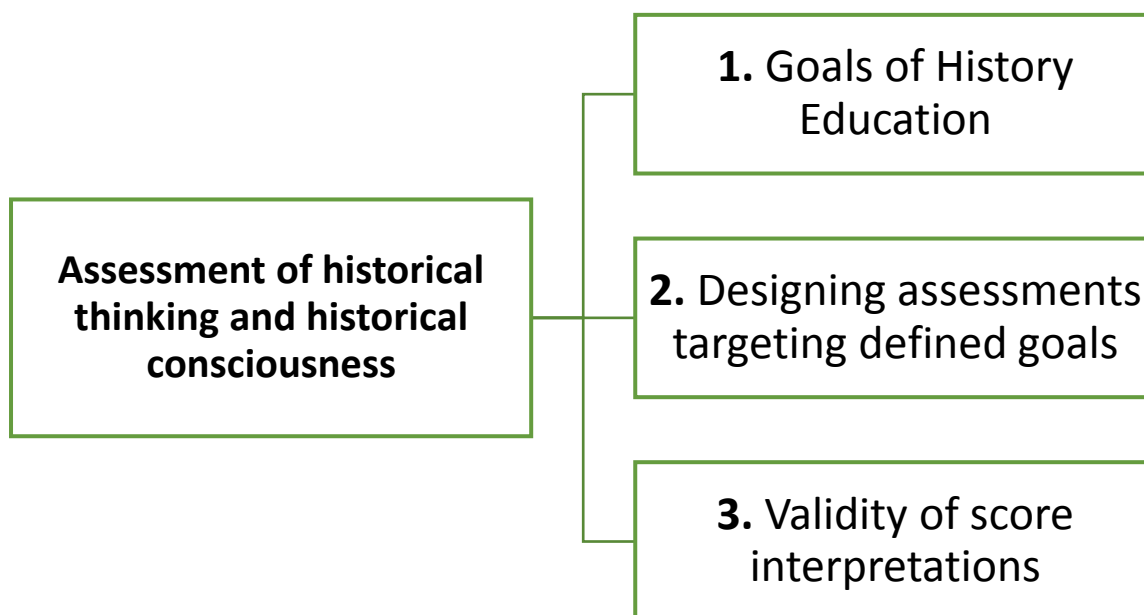 Assessment of historical
thinking and historical
consciousness
1. Goals of History
Education
2. Designing assessments
targeting defined goals
3. Validity of score
interpretations